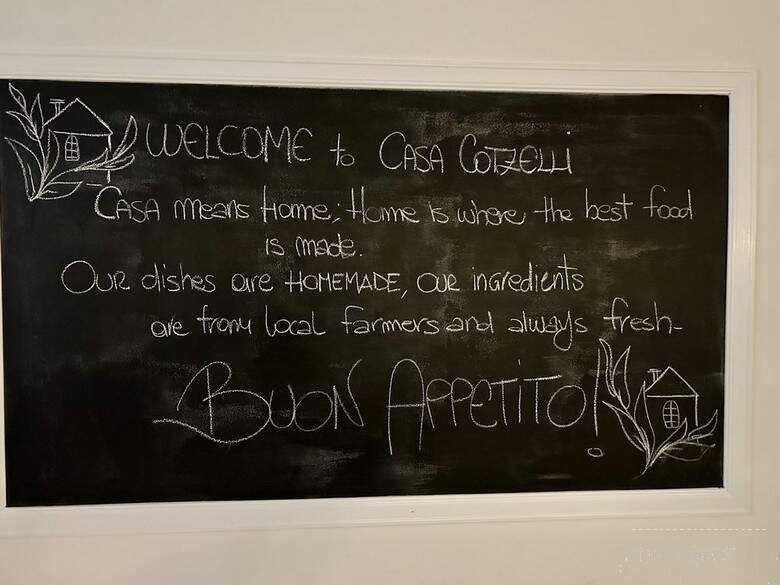 WELCOME to CASA COTZELLI
CASA means Home; Home is where the best food
is made.
OUR dishes are HOMEMADE, OUR ingredients
are from local farmers and always fresh-
BUON APPETITO!